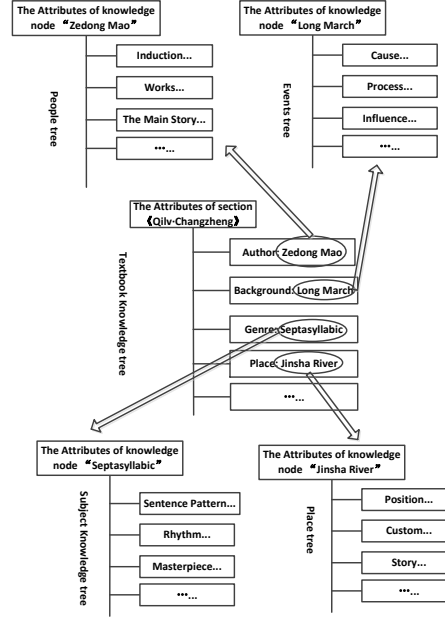 The Attributes of knowledge
node “Zedong Mao”
Induction...
Works...
The Main Story...
•••...
People tree
The Attributes of knowledge
node “Long March”
Cause...
Process...
Influence...
•••...
Events tree
The Attributes of section
《Qilv·Changzheng》
Author: Zedong Mao
Background: Long March
Genre: Septasyllabic
Place: Jinsha River
•••...
Textbook Knowledge tree
The Attributes of knowledge
node “Septasyllabic”
Sentence Pattern...
Rhythm...
Masterpiece...
•••...
Subject Knowledge tree
The Attributes of knowledge
node “Jinsha River”
Position...
Custom...
Story...
•••...
Place tree